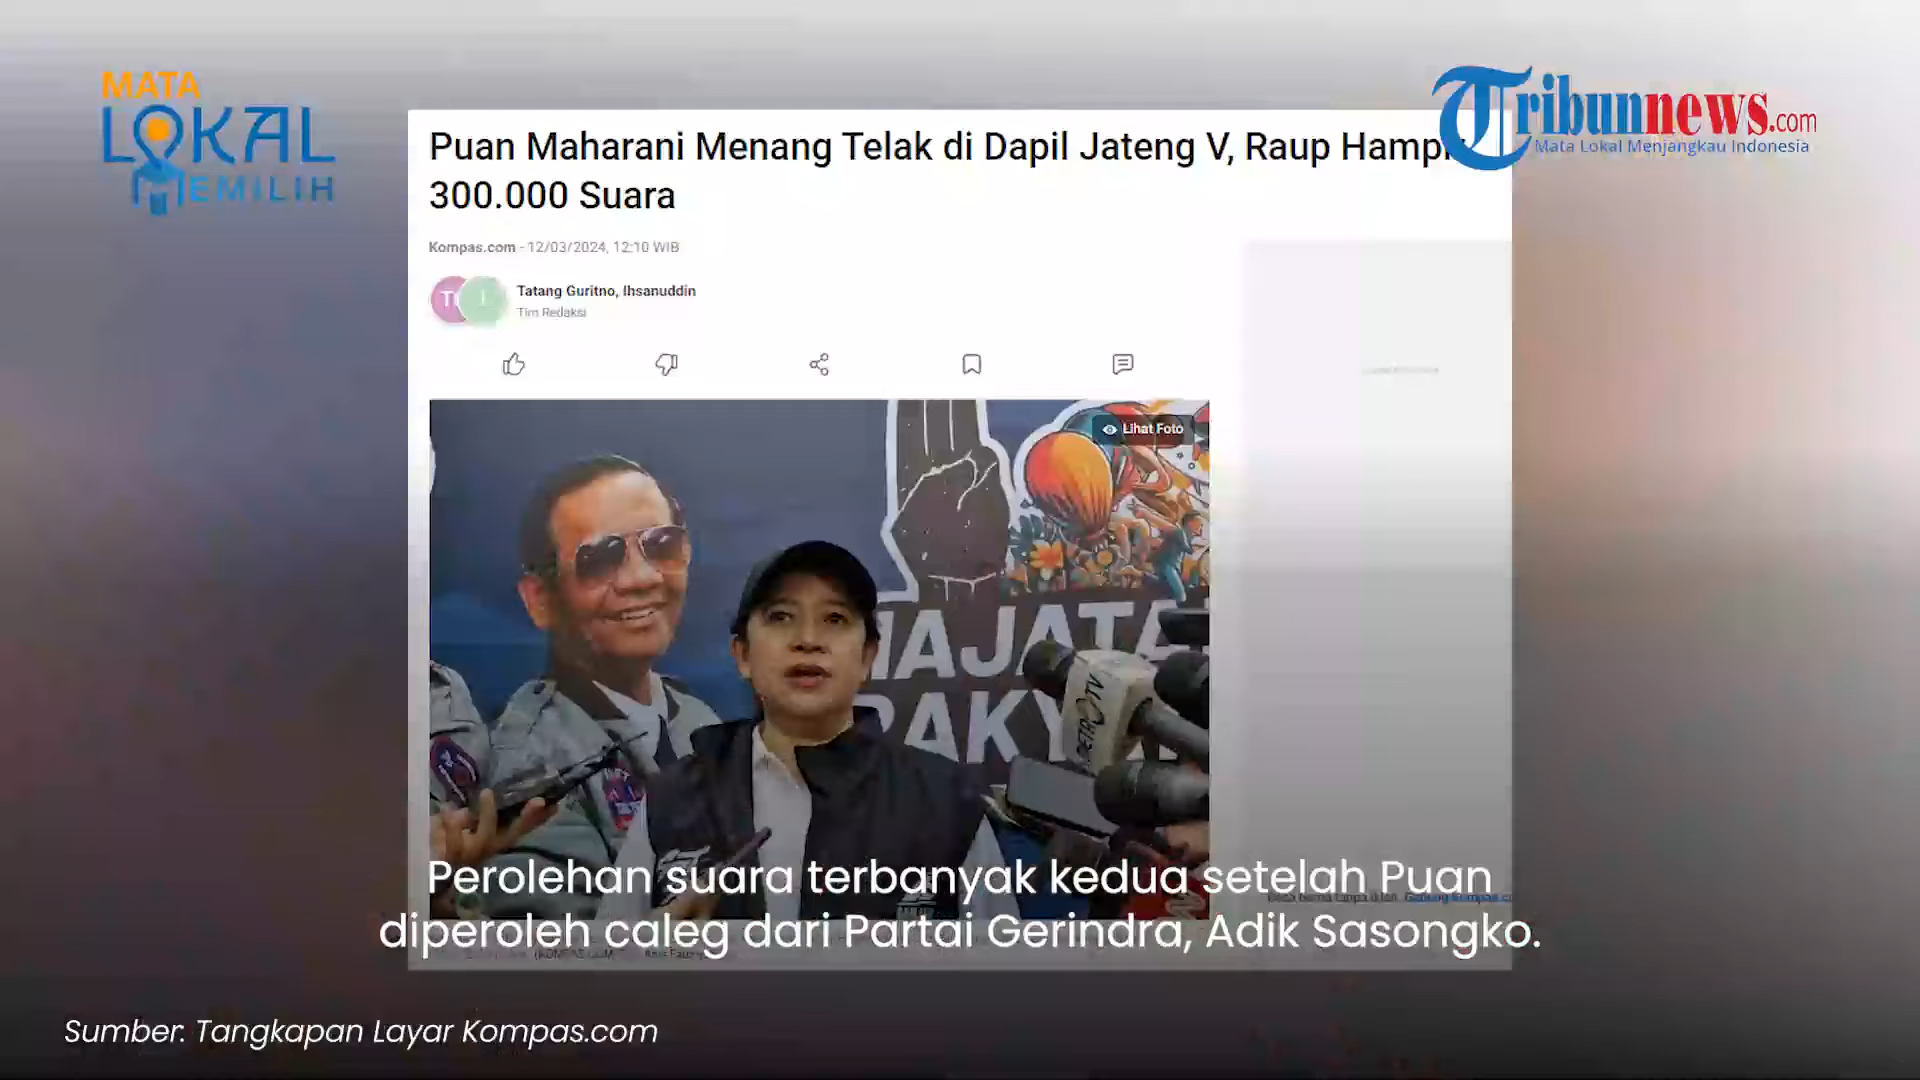 MATA
LOKAL
MEMILIH
Tribunnews.com
Mata Lokal Menjangkau Indonesia
Puan Maharani Menang Telak di Dapil Jateng V, Raup Hampir
300.000 Suara
Kompas.com - 12/03/2024, 12:10 WIB
Tatang Guritno, Ihsanuddin
Tim Redaksi
Lihat Foto
Perolehan suara terbanyak kedua setelah Puan
diperoleh caleg dari Partai Gerindra, Adik Sasongko.
Sumber: Tangkapan Layar Kompas.com